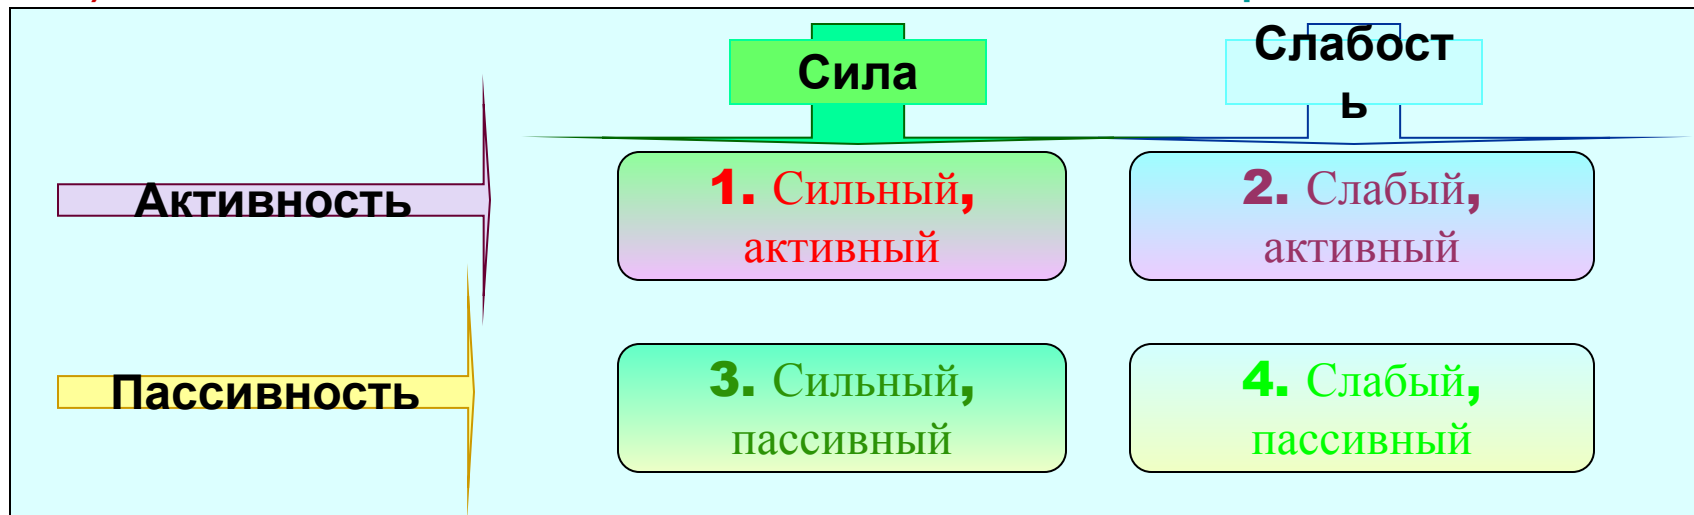 Сила
Слабост
ь
Активность
1. Сильный,
активный
2. Слабый,
активный
Пассивность
3. Сильный,
пассивный
4. Слабый,
пассивный